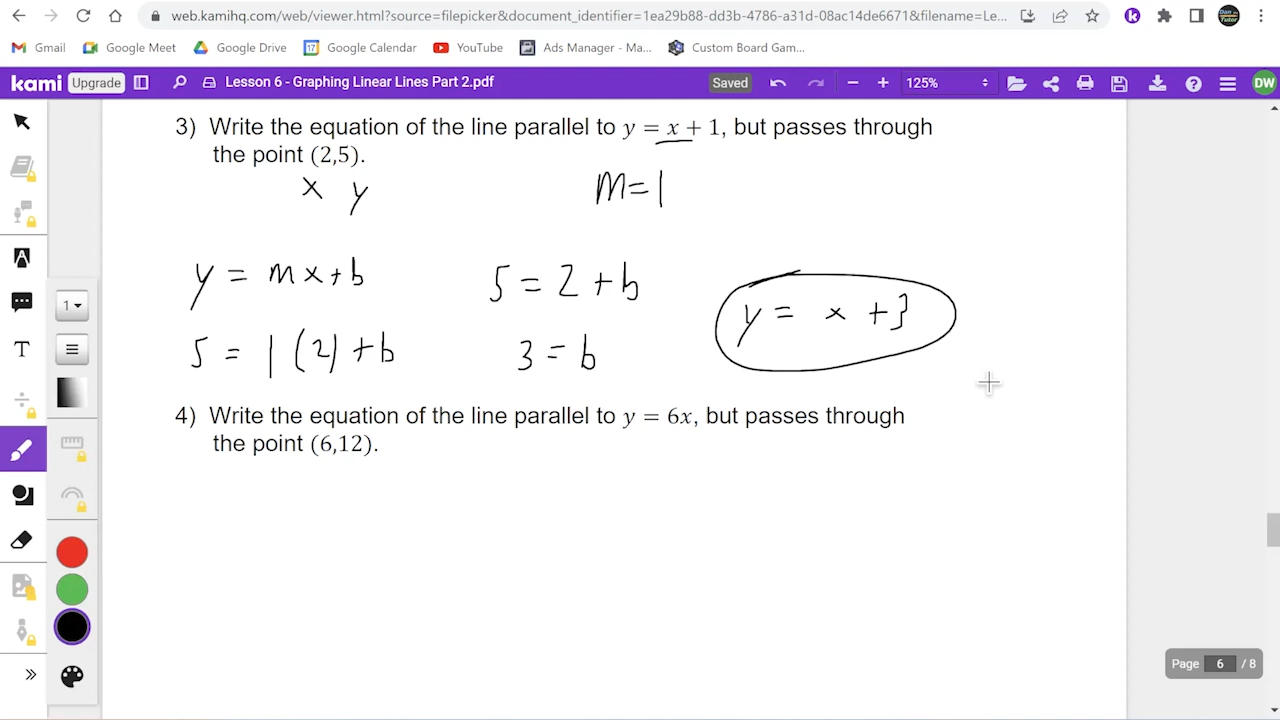 web.kamihq.com/web/viewer.html?source=filepicker&document_identifier=1ea29b88-dd3b-4786-a31d-08ac14de6671&filename=Le...
Gmail Google Meet Google Drive Google Calendar YouTube Ads Manager - Ma... Custom Board Gam...
kami Upgrade Lesson 6 - Graphing Linear Lines Part 2.pdf Saved 125% DW
3) Write the equation of the line parallel to y = x + 1, but passes through
the point (2,5).
x y m=1
y = mx+b 5 = 2 +b y = x +3
5 = 1(2)+b 3 = b
4) Write the equation of the line parallel to y = 6x, but passes through
the point (6,12).
1
T
Page 6 / 8